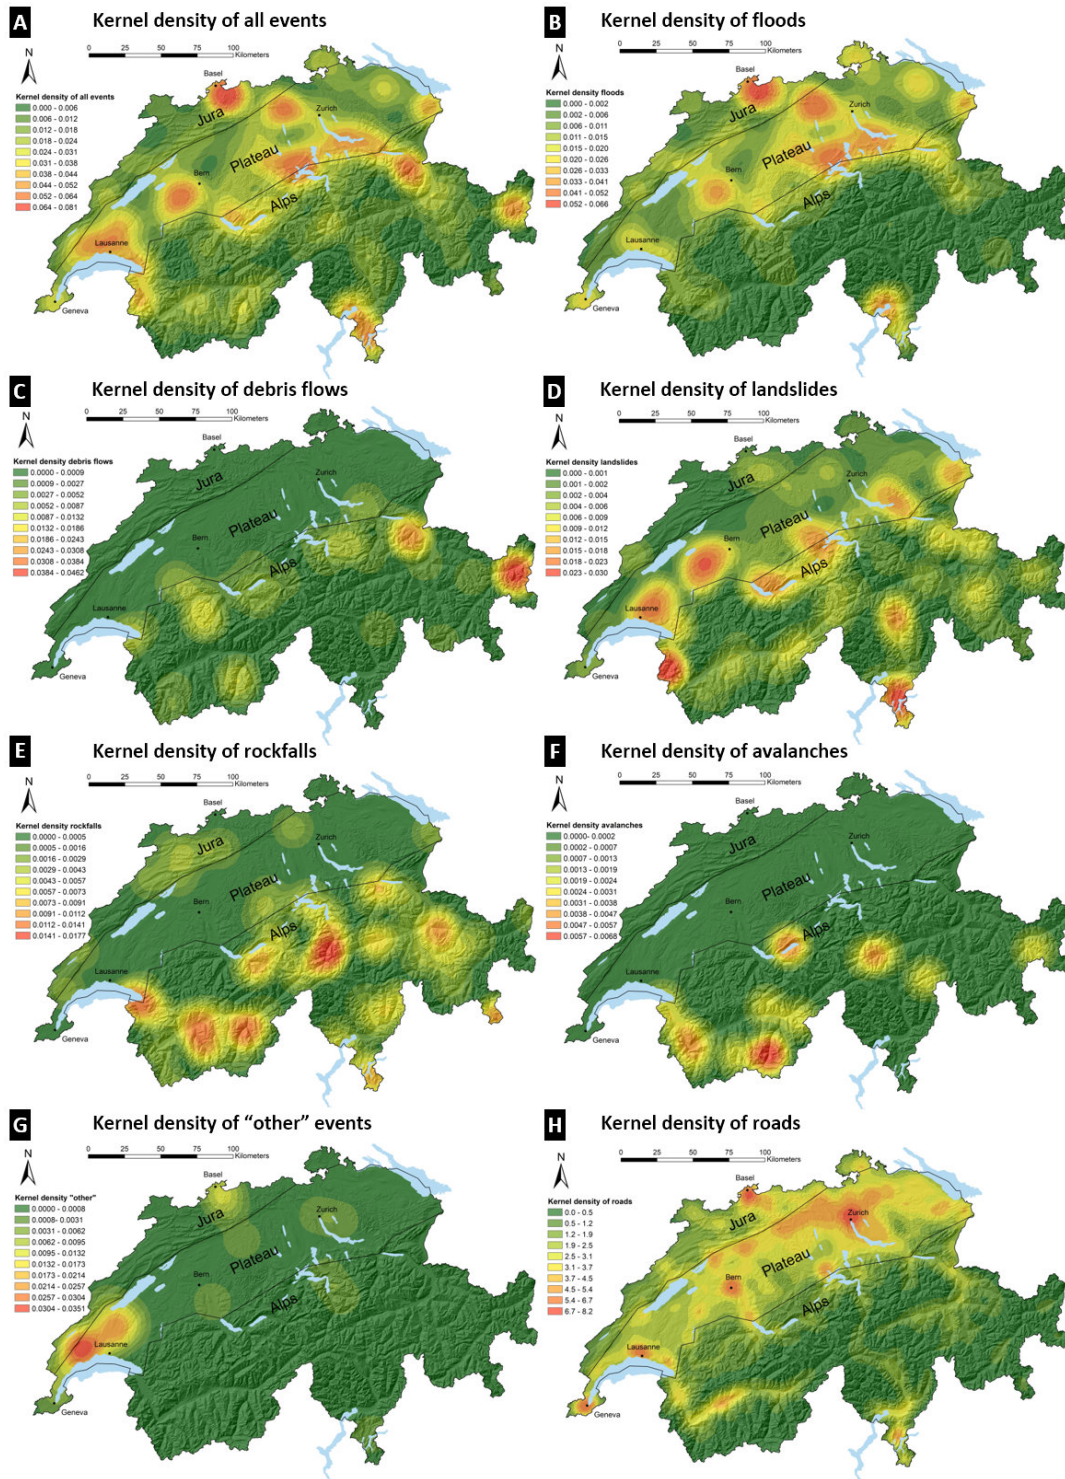 A Kernel density of all events
N
0 25 50 75 100
Kilometers
Kernel density of all events
0.000 - 0.006
0.006 - 0.012
0.012 - 0.018
0.018 - 0.024
0.024 - 0.031
0.031 - 0.038
0.038 - 0.044
0.044 - 0.052
0.052 - 0.064
0.064 - 0.081
Basel
Jura
Zurich
Plateau
Bern
Alps
Lausanne
Geneva
B Kernel density of floods
N
0 25 50 75 100
Kilometers
Kernel density floods
0.000 - 0.002
0.002 - 0.006
0.006 - 0.011
0.011 - 0.015
0.015 - 0.020
0.020 - 0.026
0.026 - 0.033
0.033 - 0.041
0.041 - 0.052
0.052 - 0.066
Basel
Jura
Zurich
Plateau
Bern
Alps
Lausanne
Geneva
C Kernel density of debris flows
N
0 25 50 75 100
Kilometers
Kernel density debris flows
0.0000 - 0.0009
0.0009 - 0.0027
0.0027 - 0.0052
0.0052 - 0.0087
0.0087 - 0.0132
0.0132 - 0.0186
0.0186 - 0.0243
0.0243 - 0.0308
0.0308 - 0.0384
0.0384 - 0.0462
Basel
Jura
Zurich
Plateau
Bern
Alps
Lausanne
Geneva
D Kernel density of landslides
N
0 25 50 75 100
Kilometers
Kernel density landslides
0.000 - 0.001
0.001 - 0.002
0.002 - 0.004
0.004 - 0.006
0.006 - 0.009
0.009 - 0.012
0.012 - 0.015
0.015 - 0.018
0.018 - 0.023
0.023 - 0.030
Basel
Jura
Zurich
Plateau
Bern
Alps
Lausanne
Geneva
E Kernel density of rockfalls
N
0 25 50 75 100
Kilometers
Kernel density rockfalls
0.0000 - 0.0005
0.0005 - 0.0016
0.0016 - 0.0029
0.0029 - 0.0043
0.0043 - 0.0057
0.0057 - 0.0073
0.0073 - 0.0091
0.0091 - 0.0112
0.0112 - 0.0141
0.0141 - 0.0177
Basel
Jura
Zurich
Plateau
Bern
Alps
Lausanne
Geneva
F Kernel density of avalanches
N
0 25 50 75 100
Kilometers
Kernel density avalanches
0.0000- 0.0002
0.0002 - 0.0007
0.0007 - 0.0013
0.0013 - 0.0019
0.0019 - 0.0024
0.0024 - 0.0031
0.0031 - 0.0038
0.0038 - 0.0047
0.0047 - 0.0057
0.0057 - 0.0068
Basel
Jura
Zurich
Plateau
Bern
Alps
Lausanne
Geneva
G Kernel density of “other” events
N
0 25 50 75 100
Kilometers
Kernel density "other"
0.0000 - 0.0008
0.0008- 0.0031
0.0031 - 0.0062
0.0062 - 0.0095
0.0095 - 0.0132
0.0132 - 0.0173
0.0173 - 0.0214
0.0214 - 0.0257
0.0257 - 0.0304
0.0304 - 0.0351
Basel
Jura
Zurich
Plateau
Bern
Alps
Lausanne
Geneva
H Kernel density of roads
N
0 25 50 75 100
Kilometers
Kernel density of roads
0.0 - 0.5
0.5 - 1.2
1.2 - 1.9
1.9 - 2.5
2.5 - 3.1
3.1 - 3.7
3.7 - 4.5
4.5 - 5.4
5.4 - 6.7
6.7 - 8.2
Basel
Jura
Zurich
Plateau
Bern
Alps
Lausanne
Geneva